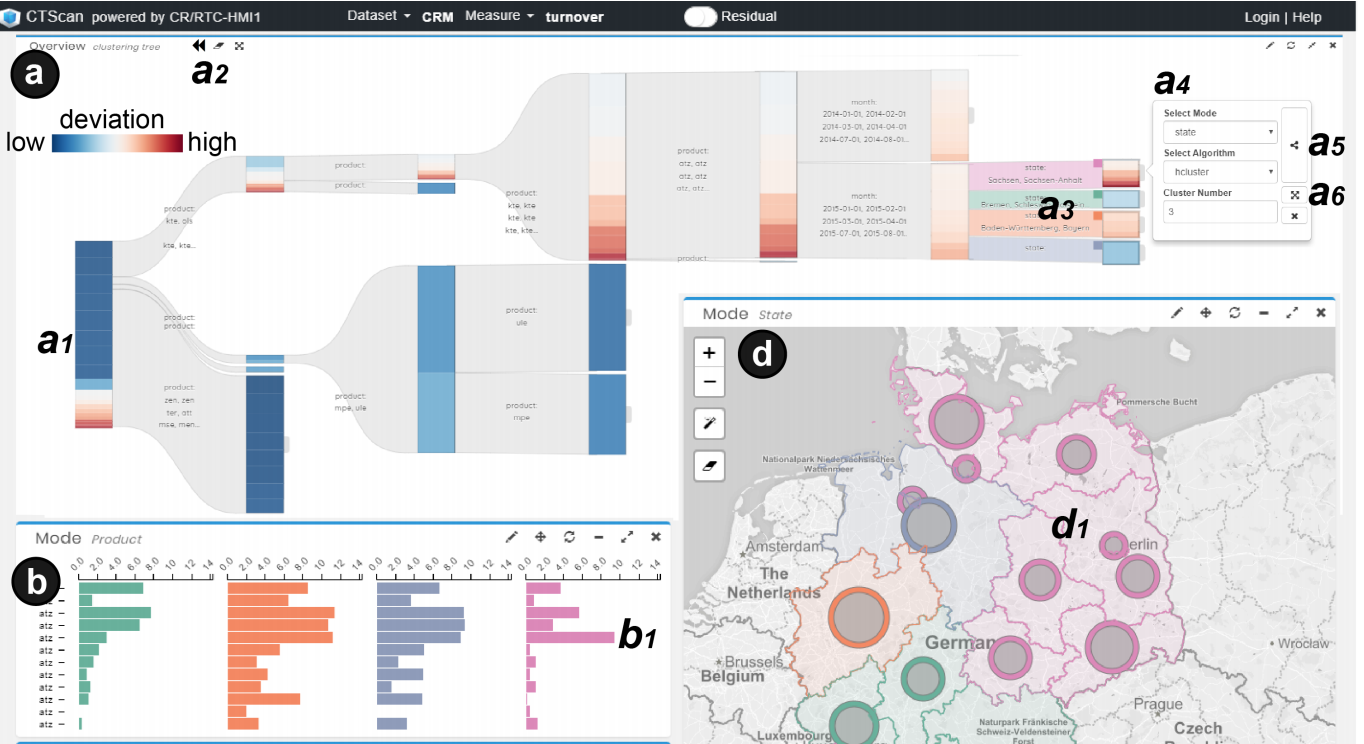 CTScan powered by CR/RTC-HMI1 Dataset CRM Measure turnover Residual Login | Help
Overview clustering tree
a
a2
a4
deviation
low high
Select Mode
state
Select Algorithm
hcluster
Cluster Number
3
a5
a6
a1
a3
product:
product:
product:
kte, ols
kte, kte...
product:
kte, kte
kte, kte
kte, kte...
product:
atz, atz
atz, atz
atz, atz...
product:
month:
2014-01-01, 2014-02-01
2014-03-01, 2014-04-01
2014-07-01, 2014-08-01...
month:
2015-01-01, 2015-02-01
2015-03-01, 2015-04-01
2015-07-01, 2015-08-01...
state:
Sachsen, Sachsen-Anhalt
Bremen,
Baden-Württemberg, Bayern
state:
product:
product:
product:
zen, zen
ter, att
mse, men...
product:
mpe, ule
product:
ule
product:
mpe
Mode Product
b
0.0 2.0 4.0 6.0 8.0 10 12 14
0.0 2.0 4.0 6.0 8.0 10 12 14
0.0 2.0 4.0 6.0 8.0 10 12 14
0.0 2.0 4.0 6.0 8.0 10 12 14
atz
atz
atz
atz
atz
atz
atz
atz
atz
atz
b1
Mode State
+
−
d
d1
Pommersche Bucht
Nationalpark Niedersächsisches
Wattenmeer
Amsterdam
The
Netherlands
erlin
German
Brussels
Belgium
Wroclaw
Prague
Czech
Luxembourg
Naturpark Fränkische
Schweiz-Veldensteiner
Forst